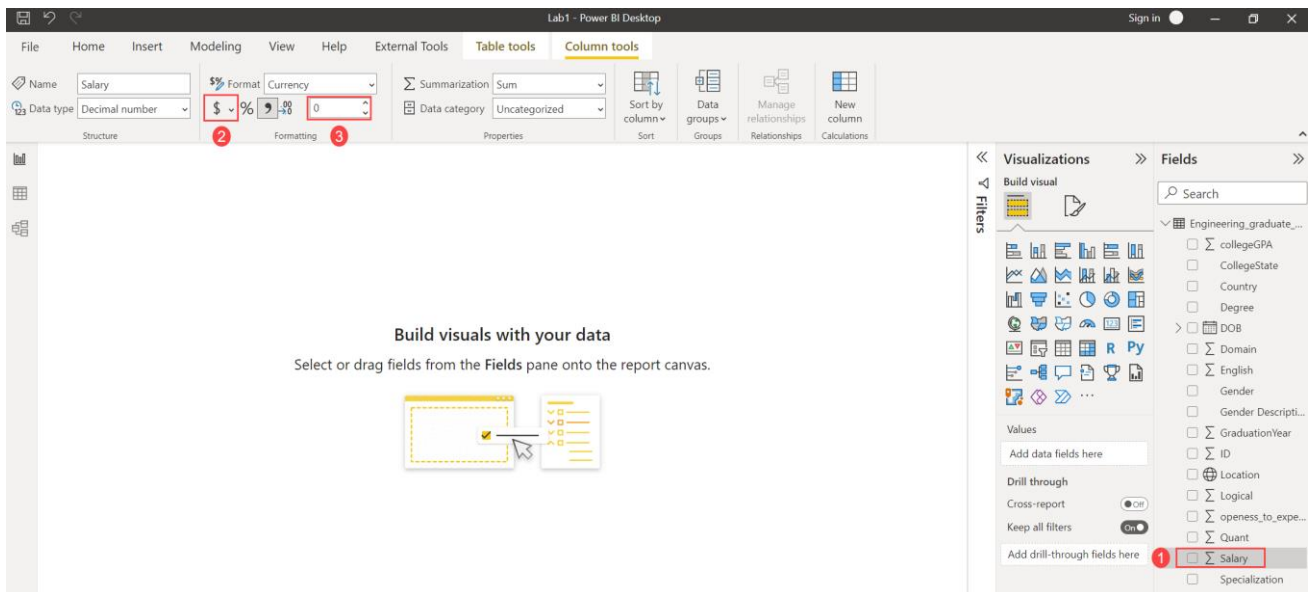 Lab1 - Power BI Desktop
Sign in
File Home Insert Modeling View Help External Tools Table tools Column tools
Name Salary
$% Format Currency
Σ Summarization Sum
Data type Decimal number
$ % 9 .00 0
Data category Uncategorized
Sort by column
Data groups
Manage relationships
New column
2 3
Structure Formatting Properties Sort Groups Relationships Calculations
Filters
Visualizations
Build visual
R Py
123
...
Values
Add data fields here
Drill through
Cross-report Off
Keep all filters On
Add drill-through fields here
Fields
Search
Engineering_graduate_...
Σ collegeGPA
CollegeState
Country
Degree
DOB
Σ Domain
Σ English
Gender
Gender Descripti...
Σ GraduationYear
Σ ID
Location
Σ Logical
Σ openess_to_expe...
Σ Quant
1 Σ Salary
Specialization
Build visuals with your data
Select or drag fields from the Fields pane onto the report canvas.